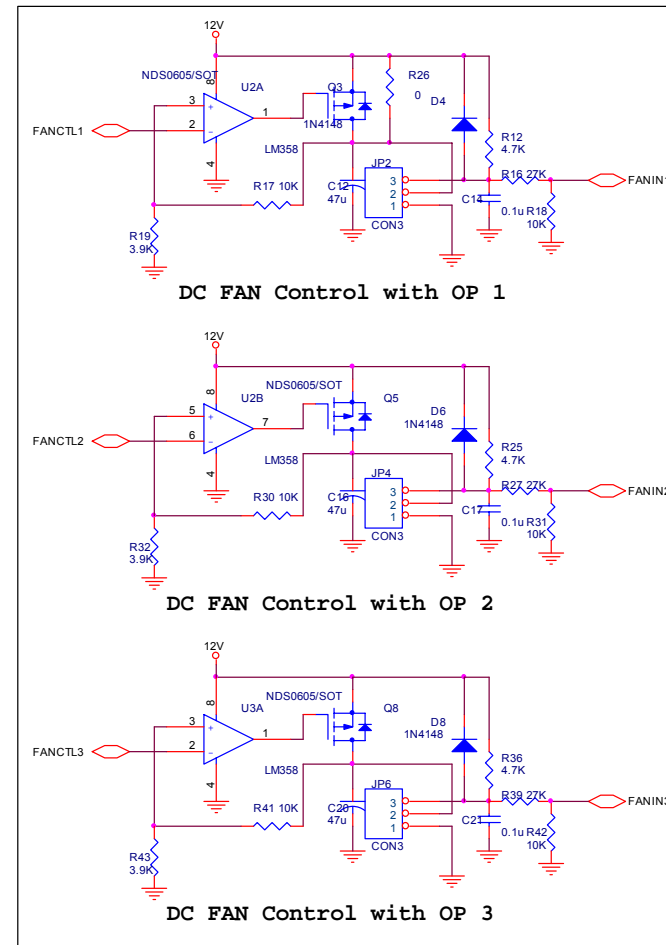 12V
NDS0605/SOT
8
U2A
Q3
R26
0
D4
3
+
1
1N4148
R12
4.7K
FANCTL1
2
-
LM358
4
JP2
R16 27K
FANIN1
R17 10K
C12
47u
3
2
1
C14
0.1u
R18
10K
R19
3.9K
CON3
DC FAN Control with OP 1
12V
NDS0605/SOT
Q5
8
U2B
D6
1N4148
5
+
7
R25
4.7K
FANCTL2
6
-
LM358
4
JP4
R27 27K
FANIN2
R30 10K
C16
47u
3
2
1
C17
0.1u
R31
10K
R32
3.9K
CON3
DC FAN Control with OP 2
12V
NDS0605/SOT
Q8
8
U3A
D8
1N4148
3
+
1
R36
4.7K
FANCTL3
2
-
LM358
4
JP6
R39 27K
FANIN3
R41 10K
C20
47u
3
2
1
C21
0.1u
R42
10K
R43
3.9K
CON3
DC FAN Control with OP 3